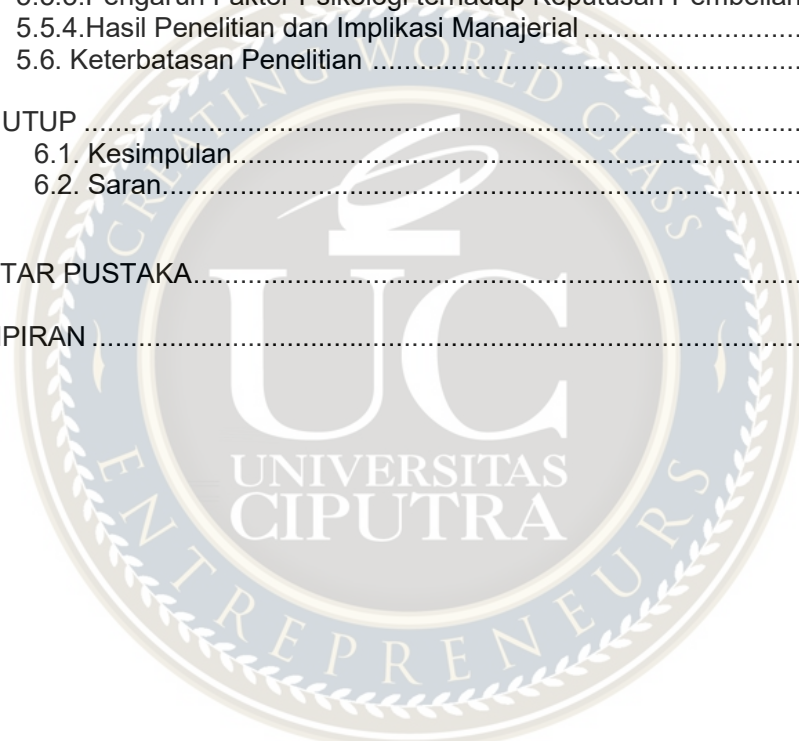 5.5.4.Hasil Penelitian dan Implikasi Manajerial ........................
5.6. Keterbatasan Penelitian ........................
UTUP ........................
6.1. Kesimpulan........................
6.2. Saran........................
TAR PUSTAKA........................
PIRAN ........................
CREATING WORLD CLASS
UC
UNIVERSITAS
CIPUTRA
ENTREPRENEURS